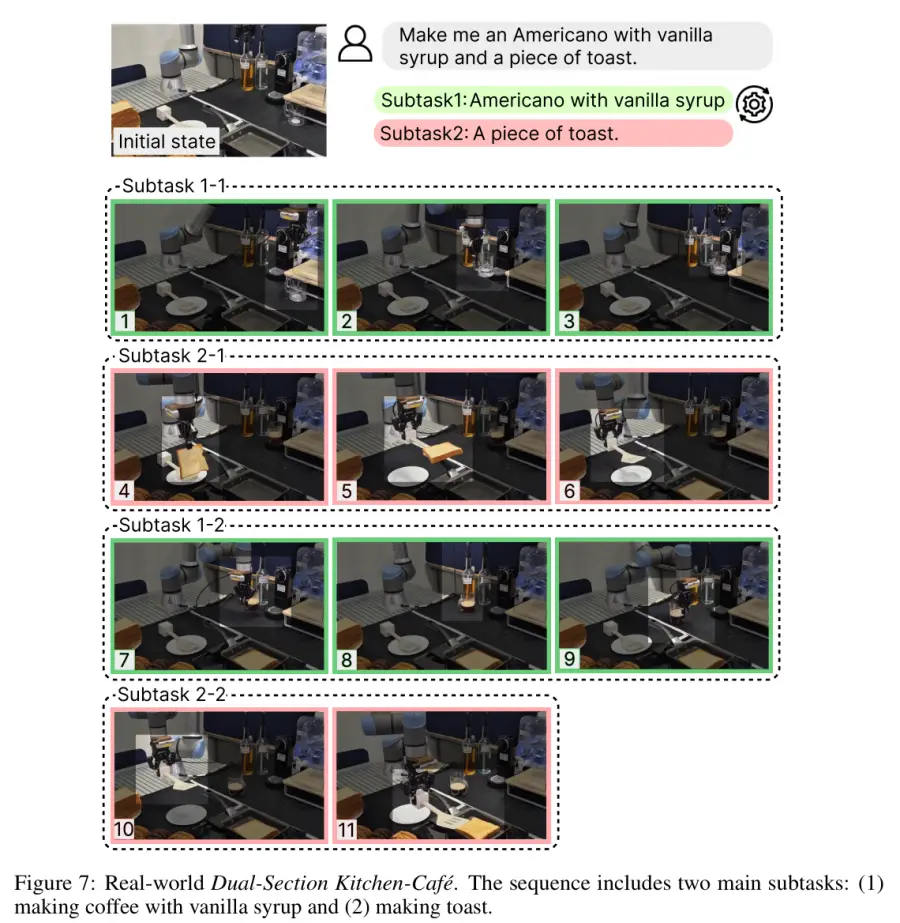 Make me an Americano with vanilla
syrup and a piece of toast.
Subtask1: Americano with vanilla syrup
Subtask2: A piece of toast.
Initial state
Subtask 1-1
1
2
3
Subtask 2-1
4
5
6
Subtask 1-2
7
8
9
Subtask 2-2
10
11
Figure 7: Real-world Dual-Section Kitchen-Café. The sequence includes two main subtasks: (1)
making coffee with vanilla syrup and (2) making toast.